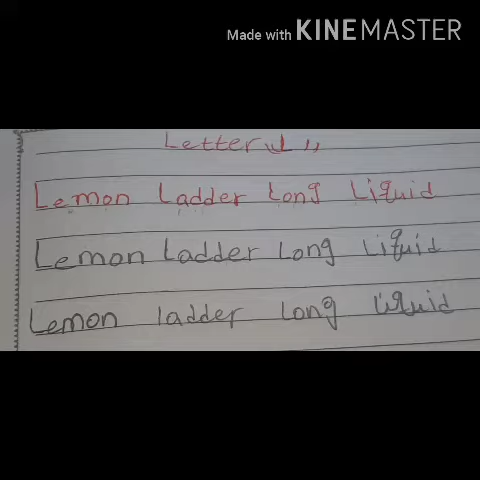 Made with KINEMASTER
Letter L "
Lemon Ladder Long Liquid
Lemon Ladder Long Liquid
Lemon ladder Long liquid